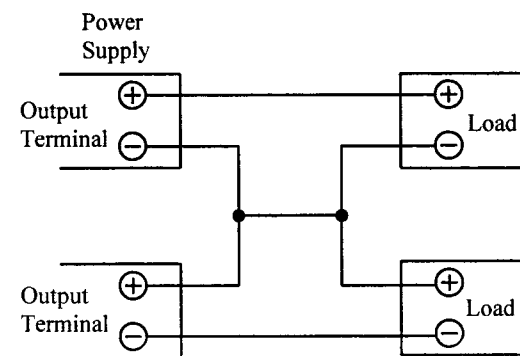 Power
Supply
+
+
Output
Terminal
Load
−
−
Output
Terminal
+
+
Load
−
−